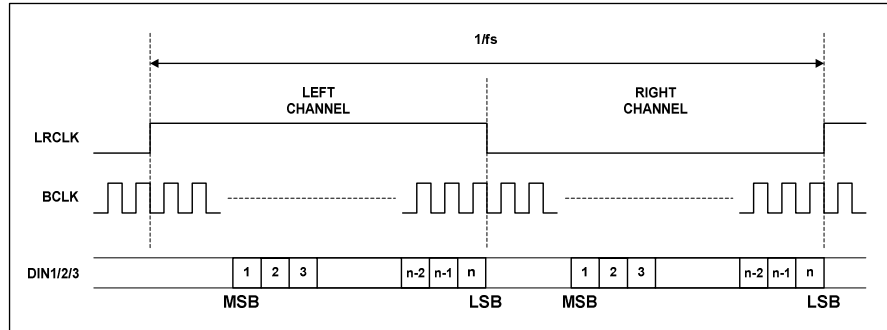 1/fs
LEFT
CHANNEL
RIGHT
CHANNEL
LRCLK
BCLK
DIN1/2/3
1 2 3 n-2 n-1 n 1 2 3 n-2 n-1 n
MSB LSB MSB LSB